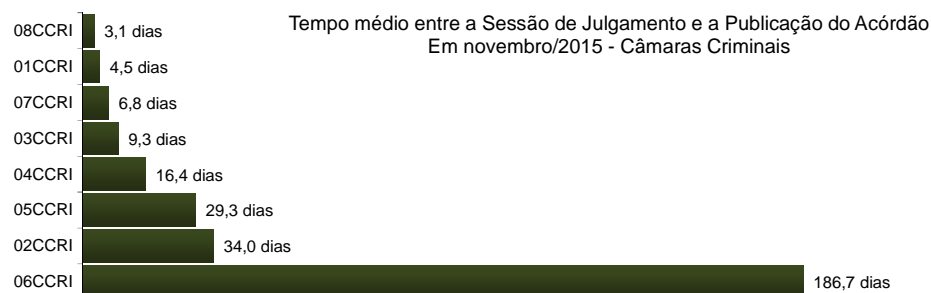 Tempo médio entre a Sessão de Julgamento e a Publicação do Acórdão
Em novembro/2015 - Câmaras Criminais
08CCRI 3,1 dias
01CCRI 4,5 dias
07CCRI 6,8 dias
03CCRI 9,3 dias
04CCRI 16,4 dias
05CCRI 29,3 dias
02CCRI 34,0 dias
06CCRI 186,7 dias